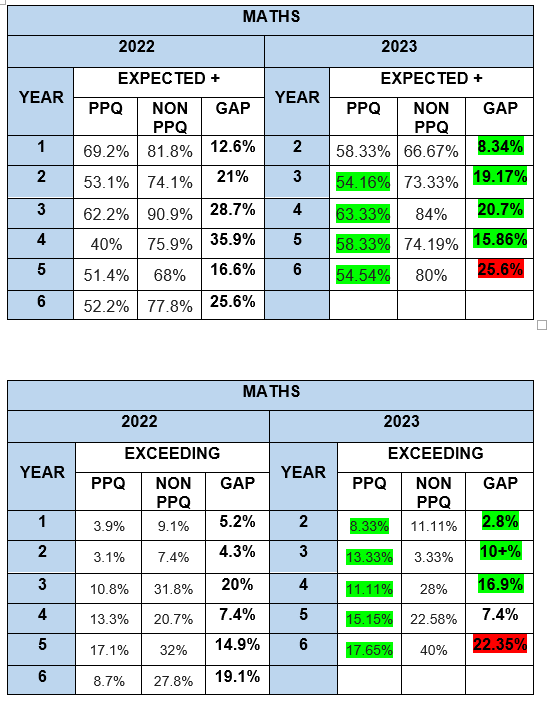 MATHS
2022 2023
YEAR EXPECTED + YEAR EXPECTED +
PPQ NON PPQ GAP PPQ NON PPQ GAP
1 69.2% 81.8% 12.6% 2 58.33% 66.67% 8.34%
2 53.1% 74.1% 21% 3 54.16% 73.33% 19.17%
3 62.2% 90.9% 28.7% 4 63.33% 84% 20.7%
4 40% 75.9% 35.9% 5 58.33% 74.19% 15.86%
5 51.4% 68% 16.6% 6 54.54% 80% 25.6%
6 52.2% 77.8% 25.6%
MATHS
2022 2023
YEAR EXCEEDING YEAR EXCEEDING
PPQ NON PPQ GAP PPQ NON PPQ GAP
1 3.9% 9.1% 5.2% 2 8.33% 11.11% 2.8%
2 3.1% 7.4% 4.3% 3 13.33% 3.33% 10+%
3 10.8% 31.8% 20% 4 11.11% 28% 16.9%
4 13.3% 20.7% 7.4% 5 15.15% 22.58% 7.4%
5 17.1% 32% 14.9% 6 17.65% 40% 22.35%
6 8.7% 27.8% 19.1%